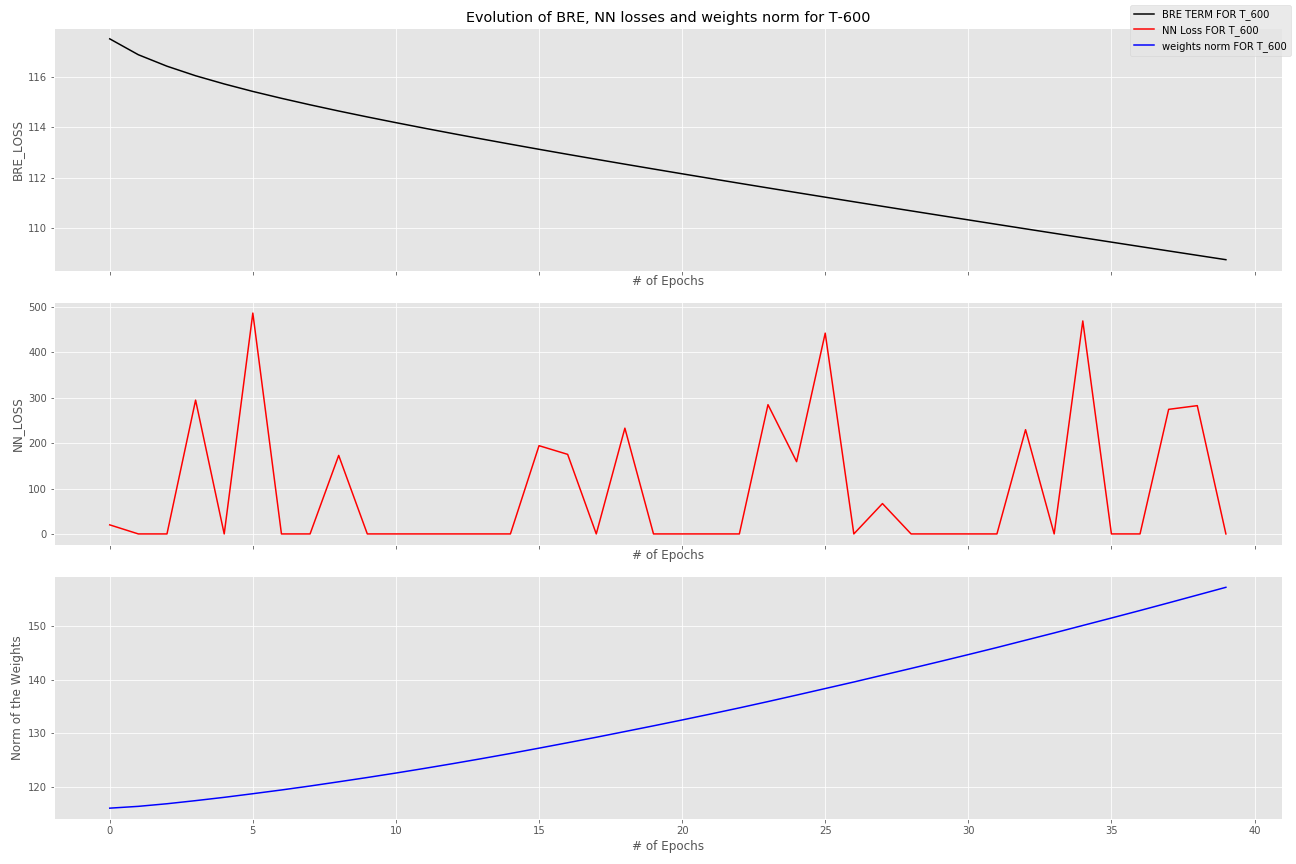 Evolution of BRE, NN losses and weights norm for T-600
BRE TERM FOR T_600
NN Loss FOR T_600
weights norm FOR T_600
BRE_LOSS
116
114
112
110
# of Epochs
NN_LOSS
500
400
300
200
100
0
# of Epochs
Norm of the Weights
150
140
130
120
0 5 10 15 20 25 30 35 40
# of Epochs